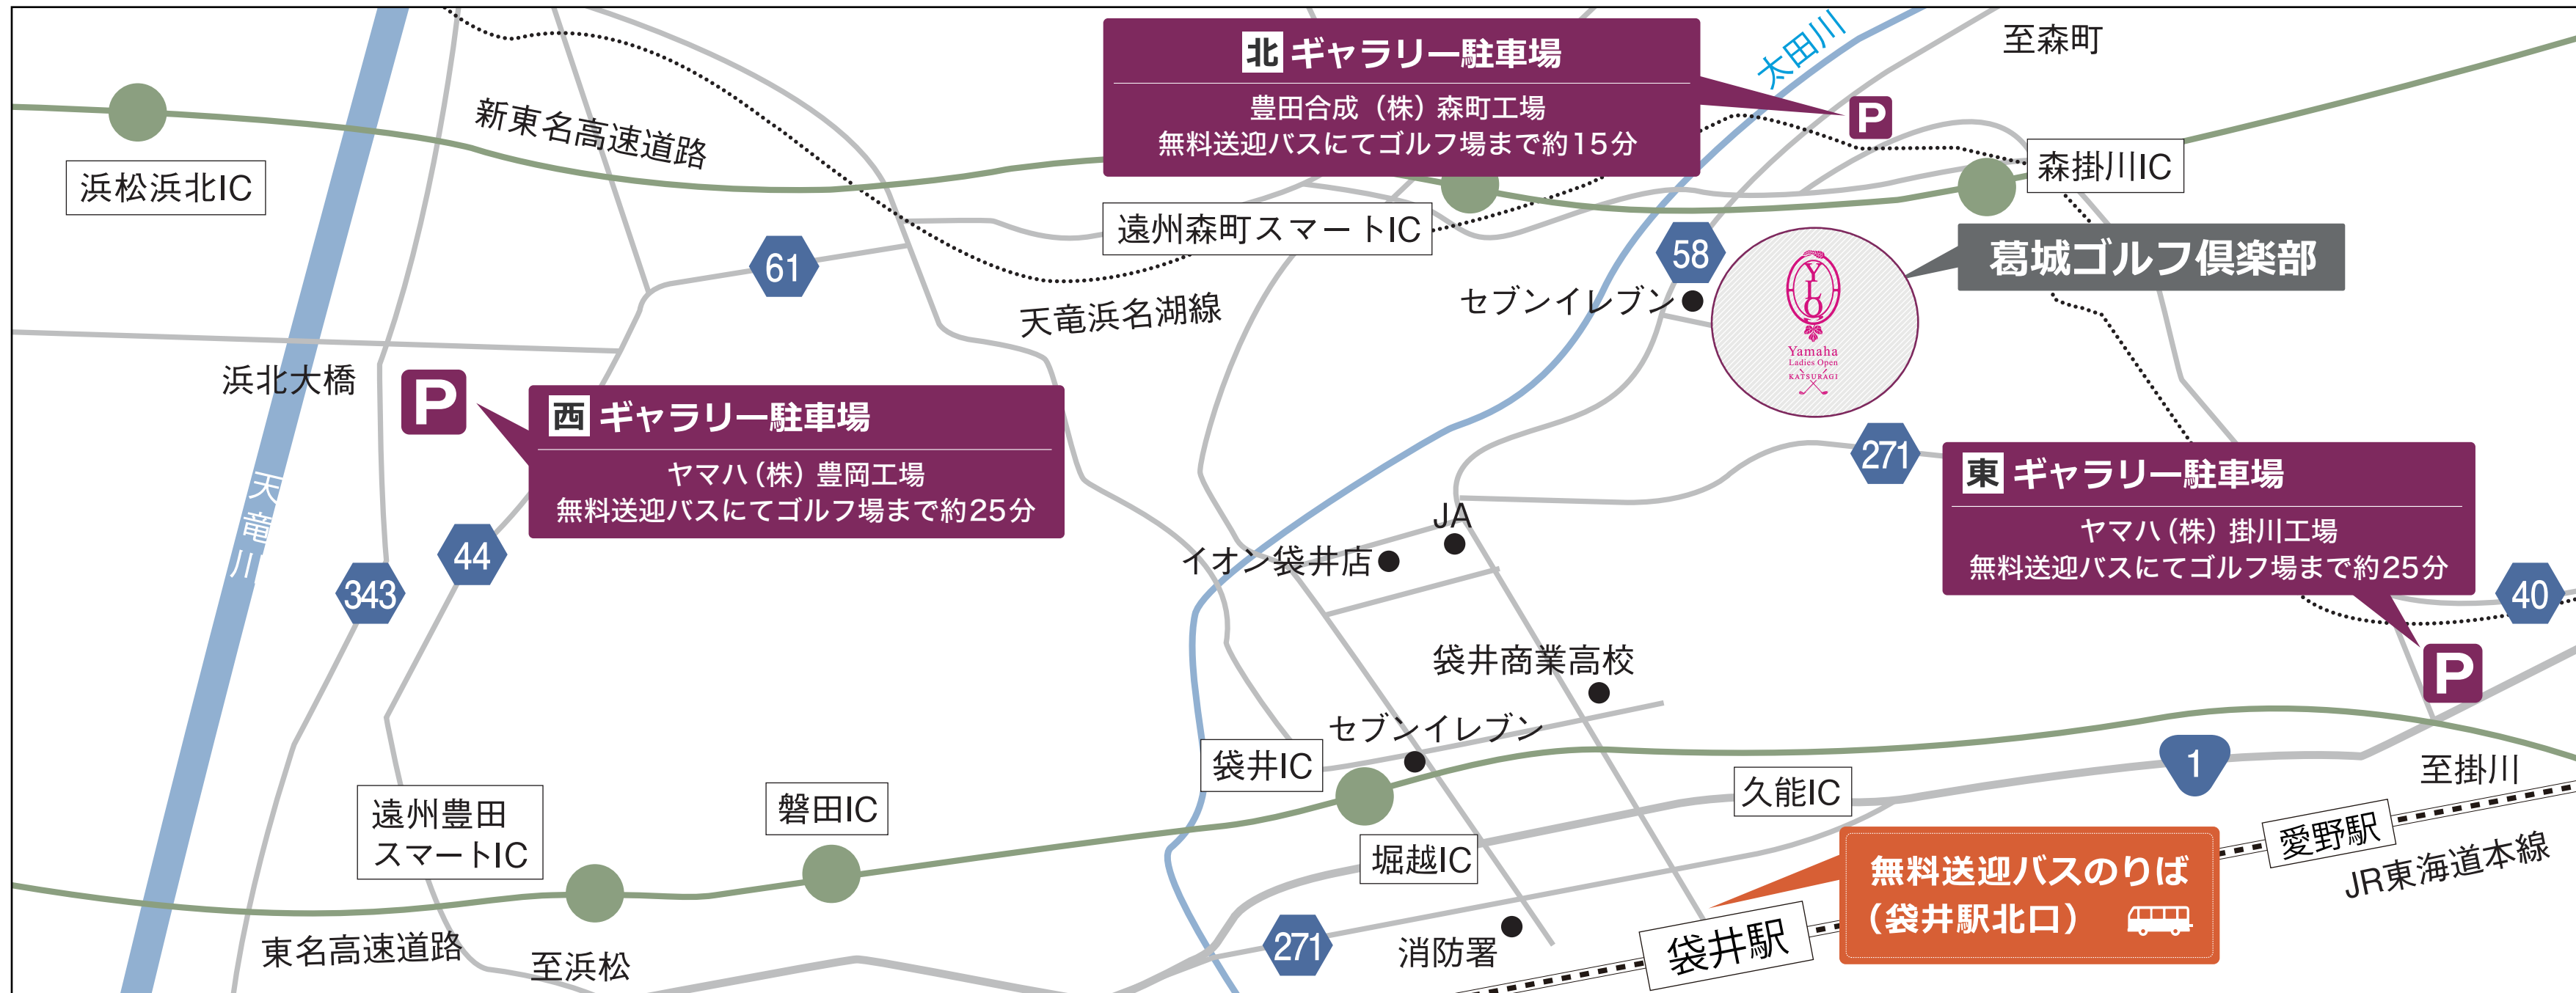 北 ギャラリー駐車場
豊田合成（株）森町工場
無料送迎バスにてゴルフ場まで約15分
太田川
至森町
P
新東名高速道路
浜松浜北IC
森掛川IC
遠州森町スマートIC
61
58
葛城ゴルフ倶楽部
天竜浜名湖線
セブンイレブン
YLO
Yamaha
Ladies Open
KATSURAGI
浜北大橋
P
西 ギャラリー駐車場
ヤマハ（株）豊岡工場
無料送迎バスにてゴルフ場まで約25分
271
東 ギャラリー駐車場
ヤマハ（株）掛川工場
無料送迎バスにてゴルフ場まで約25分
天竜川
JA
44
イオン袋井店
343
40
袋井商業高校
P
セブンイレブン
袋井IC
1
至掛川
久能IC
遠州豊田
スマートIC
磐田IC
堀越IC
愛野駅
JR東海道本線
無料送迎バスのりば
（袋井駅北口）
東名高速道路
至浜松
271
消防署
袋井駅